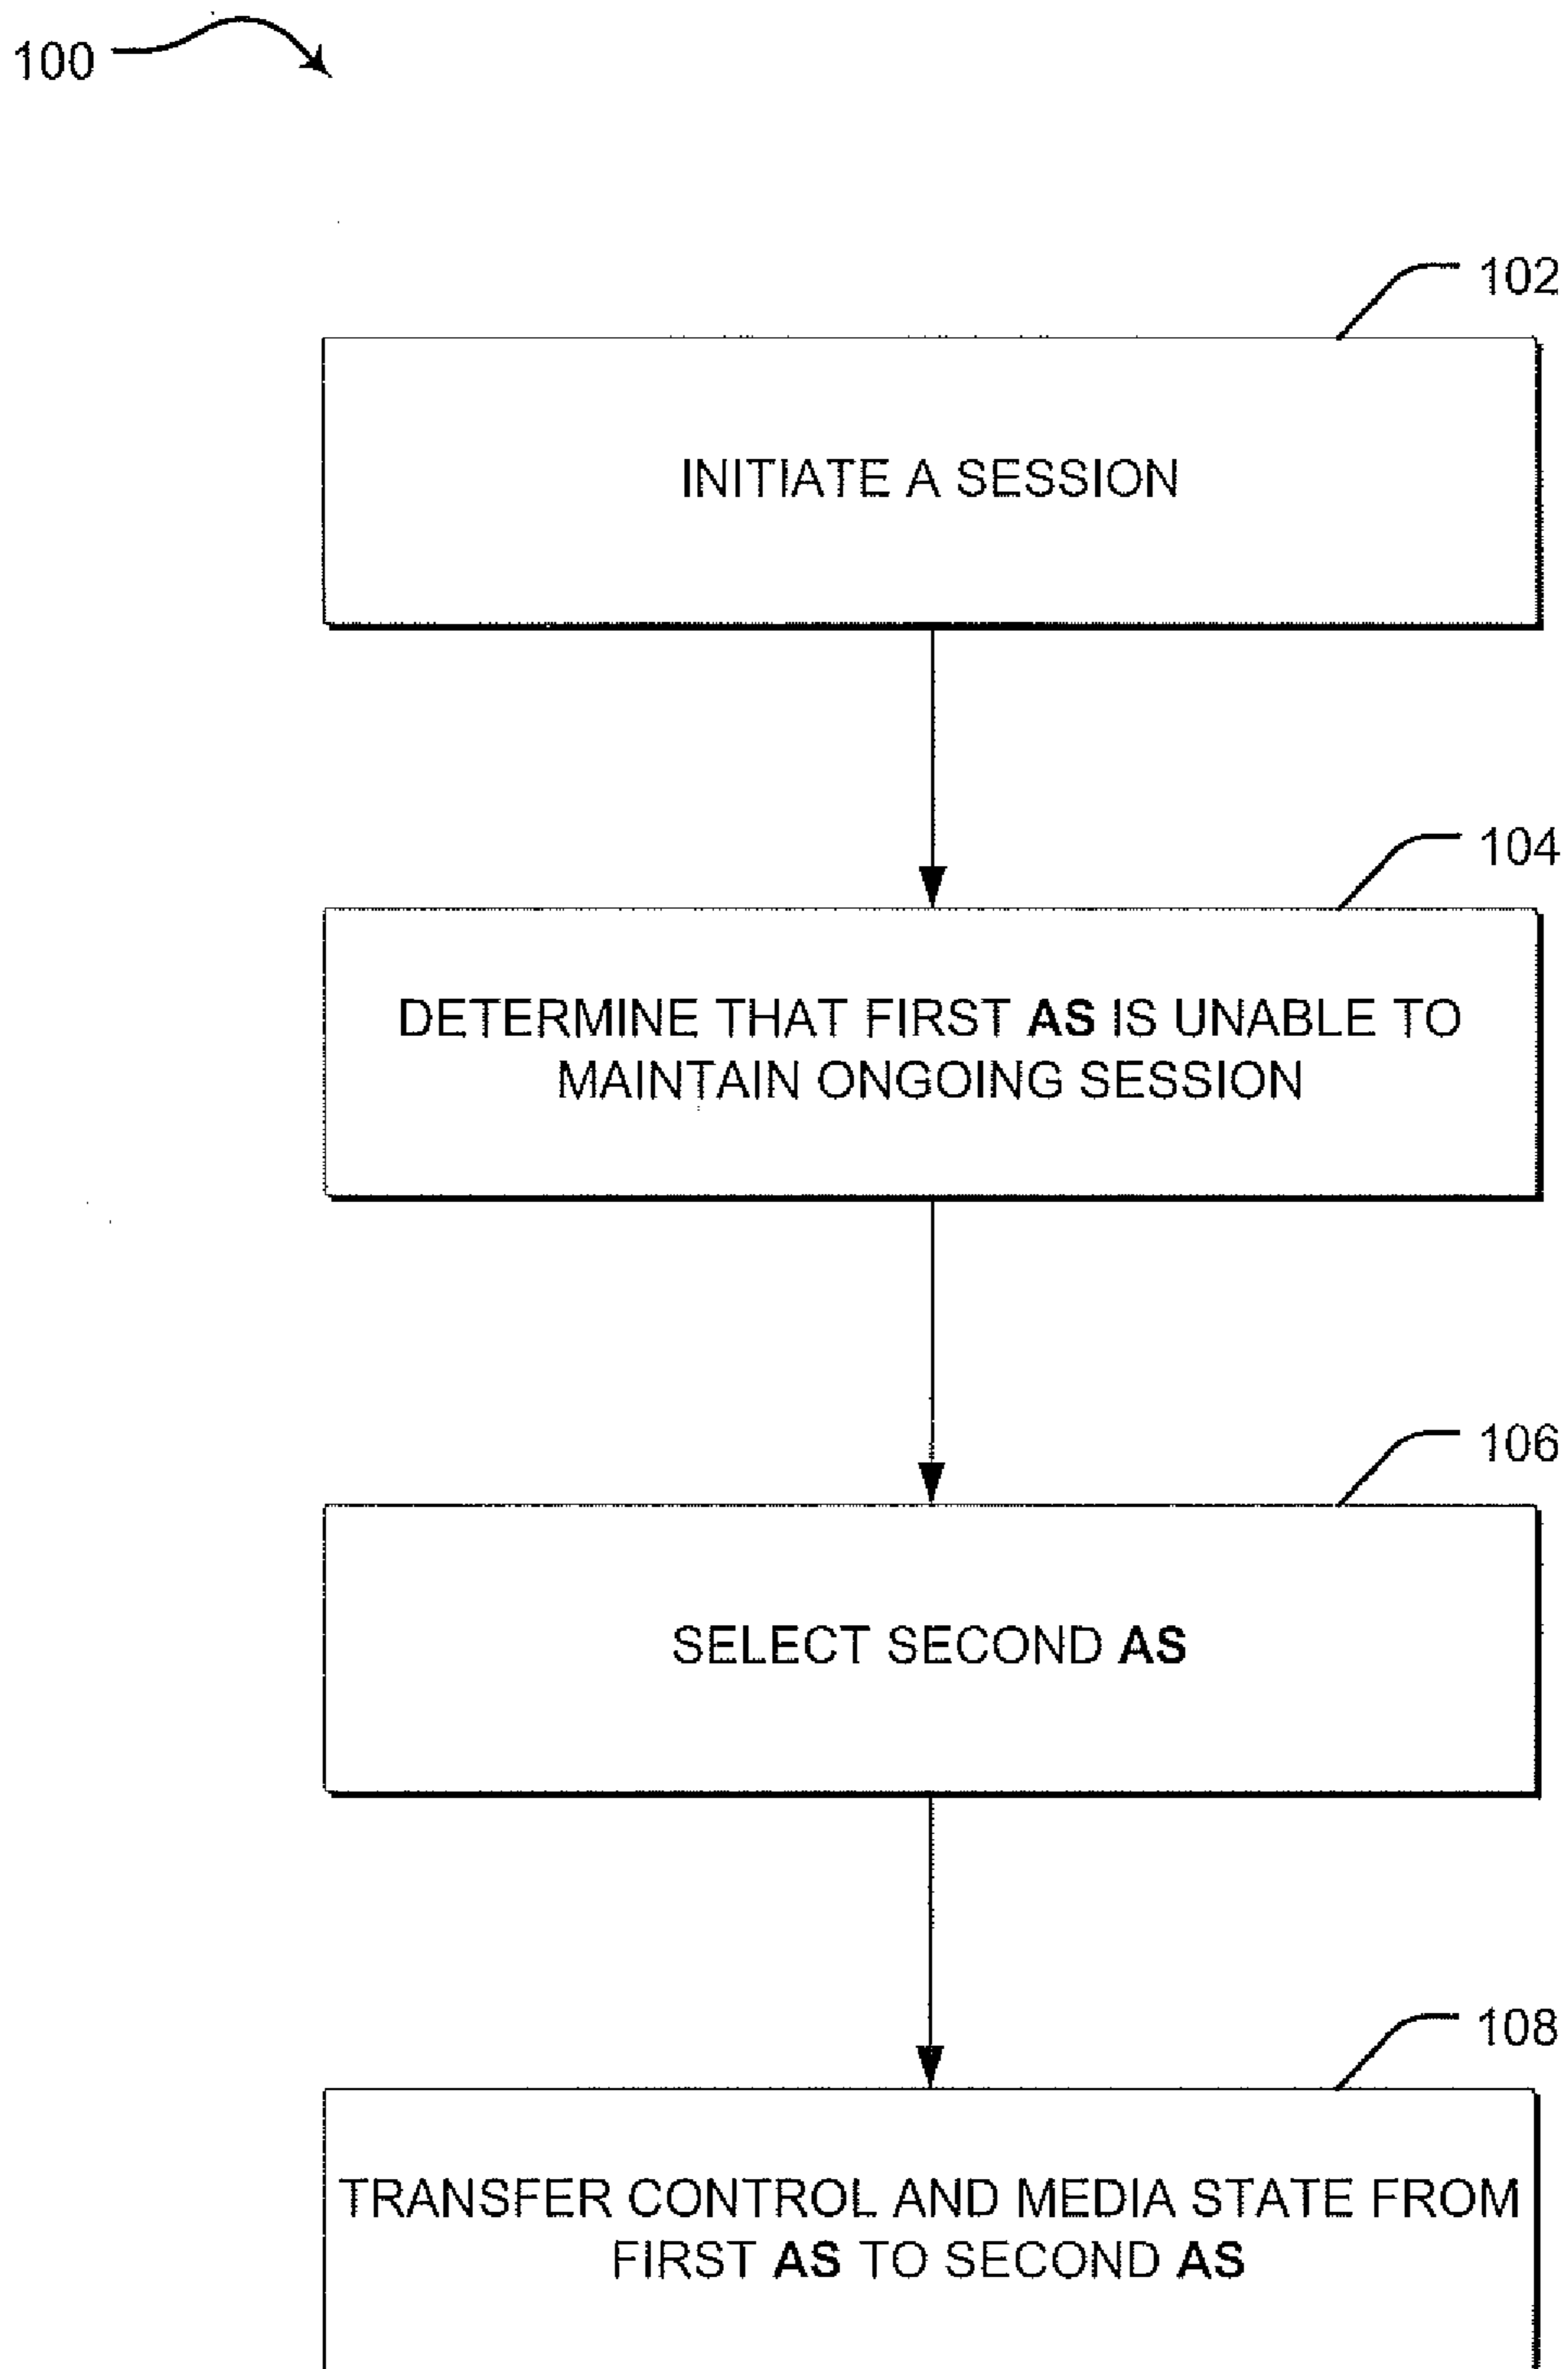 100
102
INITIATE A SESSION
104
DETERMINE THAT FIRST AS IS UNABLE TO
MAINTAIN ONGOING SESSION
106
SELECT SECOND AS
108
TRANSFER CONTROL AND MEDIA STATE FROM
FIRST AS TO SECOND AS